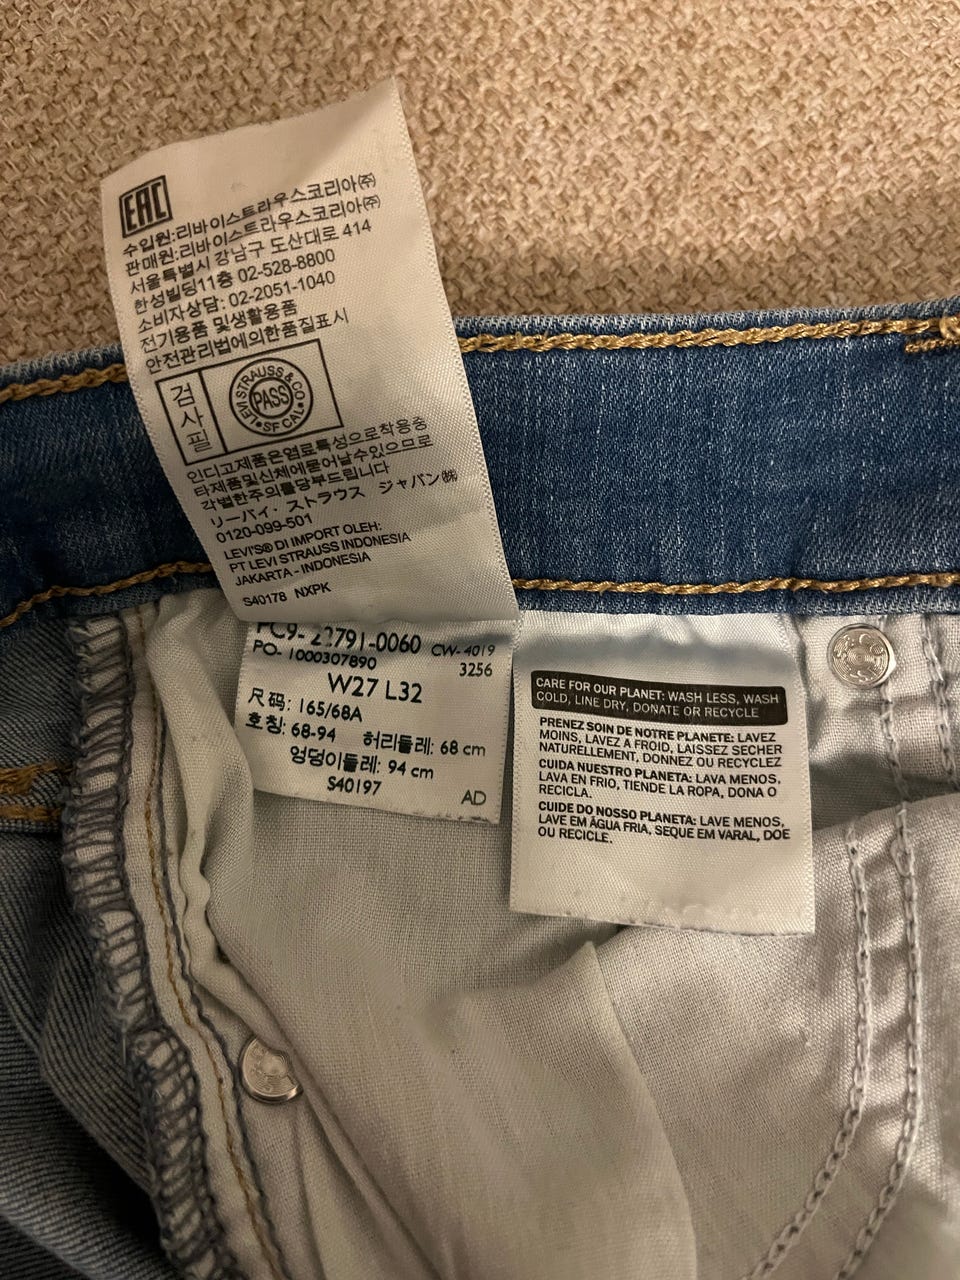 EAC
수입원:리바이스트라우스코리아㈜
판매원:리바이스트라우스코리아㈜
서울특별시 강남구 도산대로 414
한성빌딩11층 02-528-8800
소비자상담: 02-2051-1040
전기용품 및생활용품
안전관리법에의한품질표시
검
사
필
LEVI STRAUSS & CO
PASS
SF CAL
인디고제품은염료특성으로착용중
타제품및신체에묻어날수있으므로
각별한주의를당부드립니다
リーバイ・ストラウス ジャパン㈱
0120-099-501
LEVI'S® DI IMPORT OLEH:
PT LEVI STRAUSS INDONESIA
JAKARTA - INDONESIA
S40178 NXPK
PC9- 22791-0060 CW- 4019
PO- 1000307890 3256
W27 L32
尺码: 165/68A
호칭: 68-94 허리둘레: 68 cm
엉덩이둘레: 94 cm
S40197
AD
CARE FOR OUR PLANET: WASH LESS, WASH
COLD, LINE DRY, DONATE OR RECYCLE
PRENEZ SOIN DE NOTRE PLANETE: LAVEZ
MOINS, LAVEZ A FROID, LAISSEZ SECHER
NATURELLEMENT, DONNEZ OU RECYCLEZ
CUIDA NUESTRO PLANETA: LAVA MENOS,
LAVA EN FRIO, TIENDE LA ROPA, DONA O
RECICLA.
CUIDE DO NOSSO PLANETA: LAVE MENOS,
LAVE EM ÁGUA FRIA, SEQUE EM VARAL, DOE
OU RECICLE.